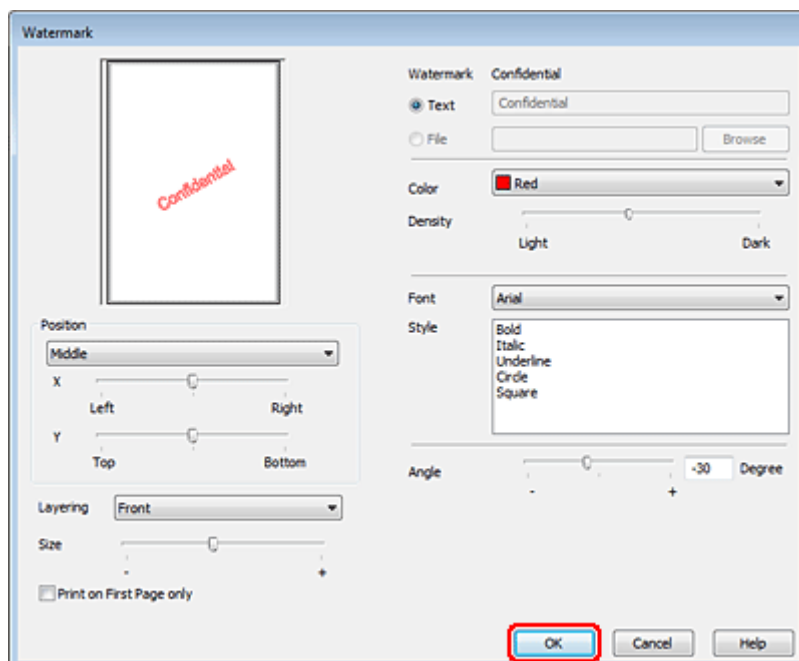 Watermark
Confidential
Position
Middle
X
Left Right
Y
Top Bottom
Layering Front
Size
- +
Print on First Page only
Watermark Confidential
Text Confidential
File Browse
Color Red
Density
Light Dark
Font Arial
Style Bold
Italic
Underline
Circle
Square
Angle -30 Degree
- +
OK Cancel Help